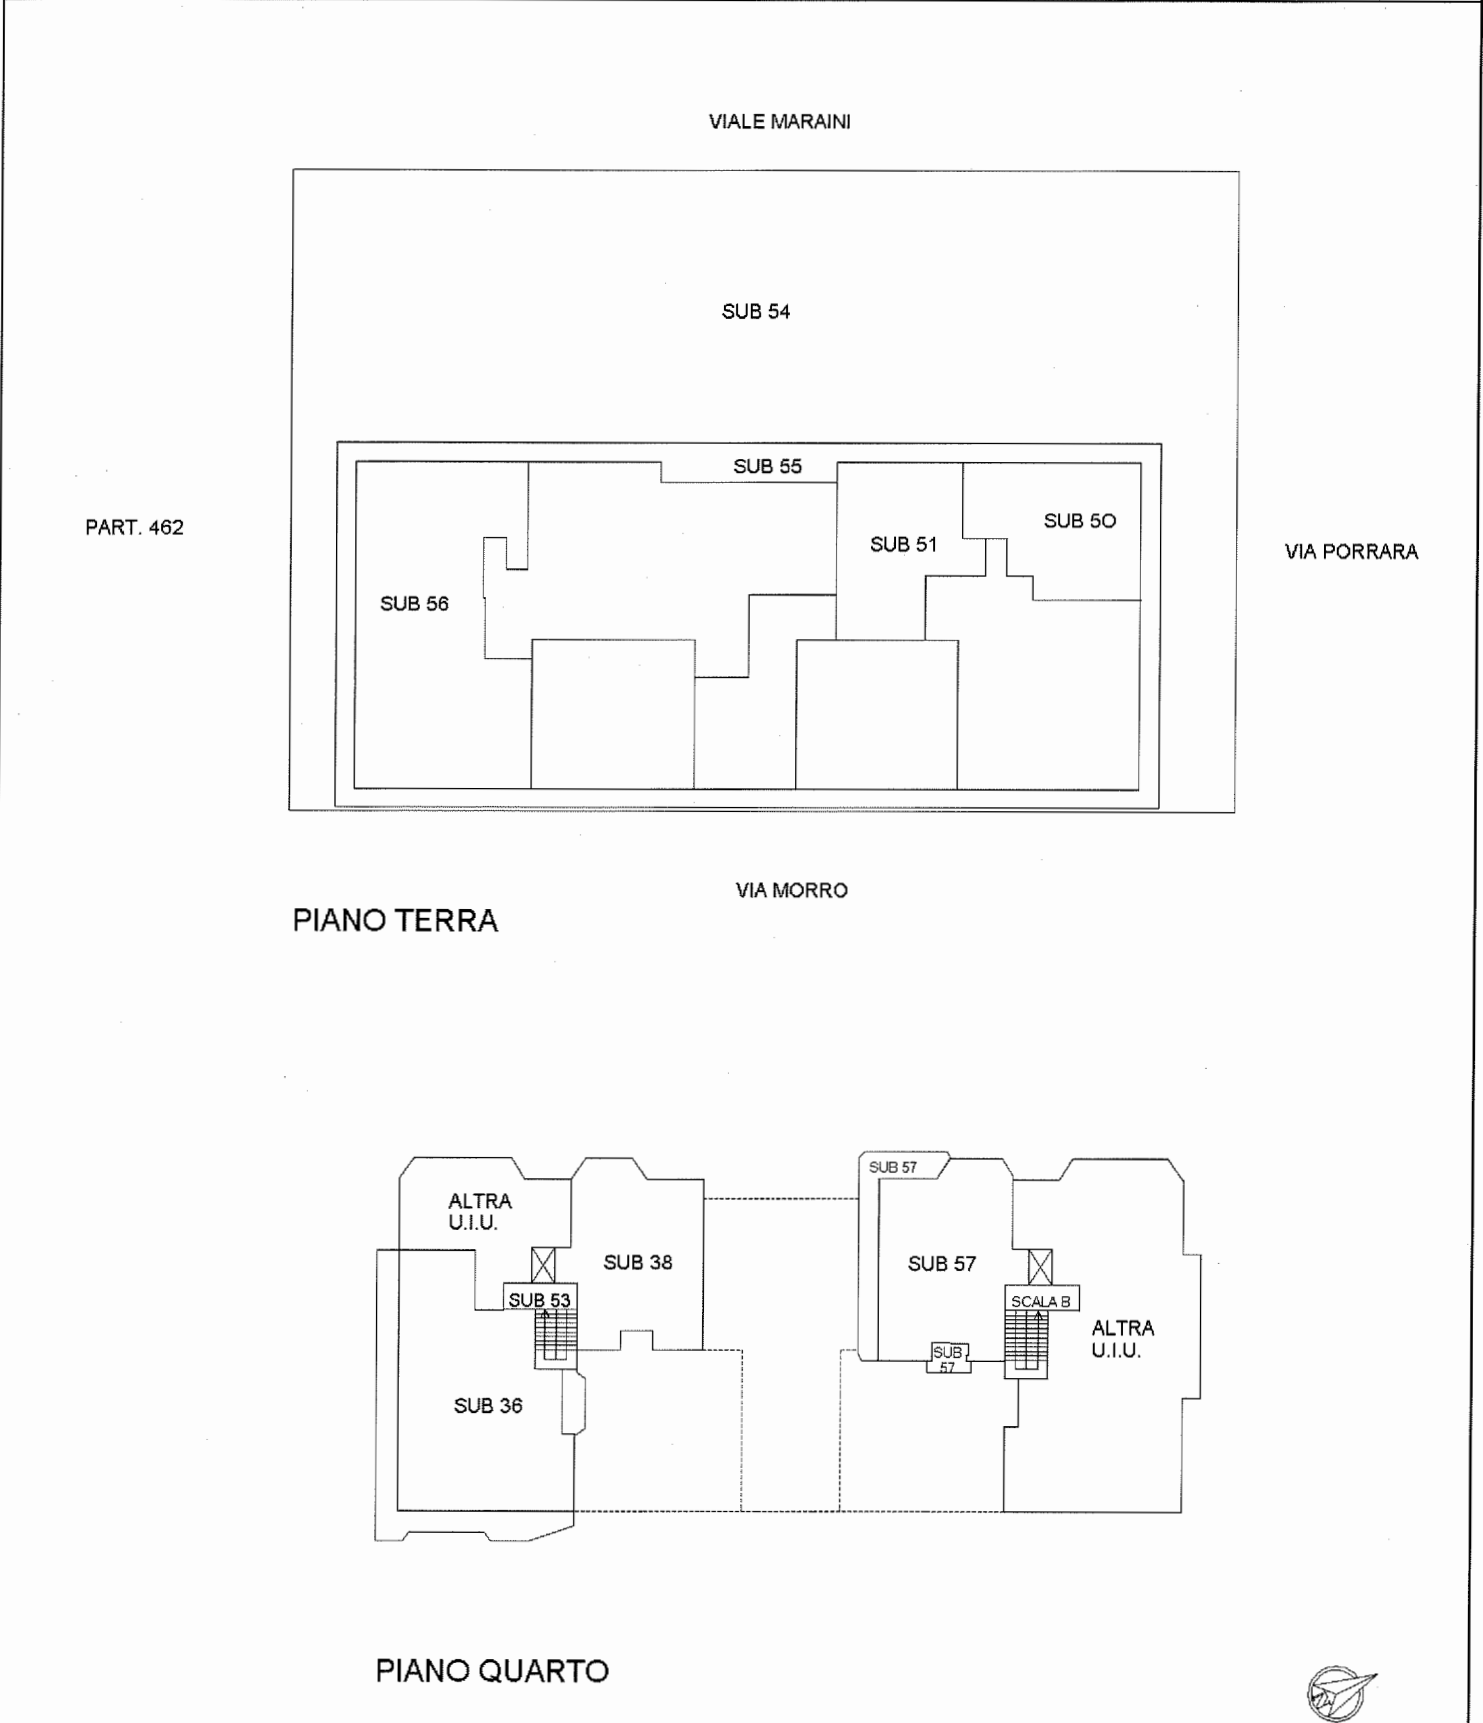 VIALE MARAINI
SUB 54
SUB 55
PART. 462
SUB 50
SUB 51
VIA PORRARA
SUB 56
VIA MORRO
PIANO TERRA
SUB 57
ALTRA
U.I.U.
SUB 38
SUB 57
SUB 53
SCALA B
ALTRA
U.I.U.
SUB
57
SUB 36
PIANO QUARTO